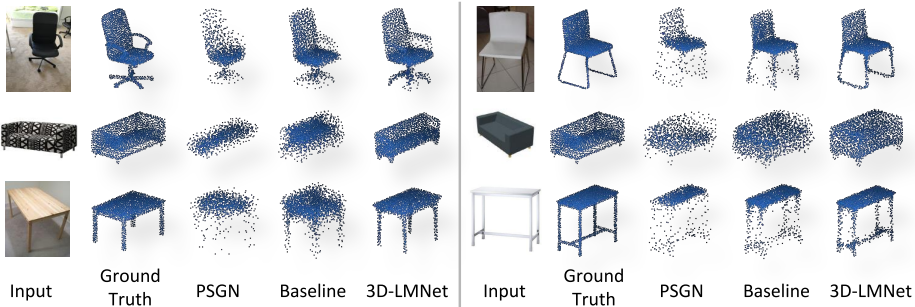 Input
Ground
Truth
PSGN
Baseline
3D-LMNet
Input
Ground
Truth
PSGN
Baseline
3D-LMNet